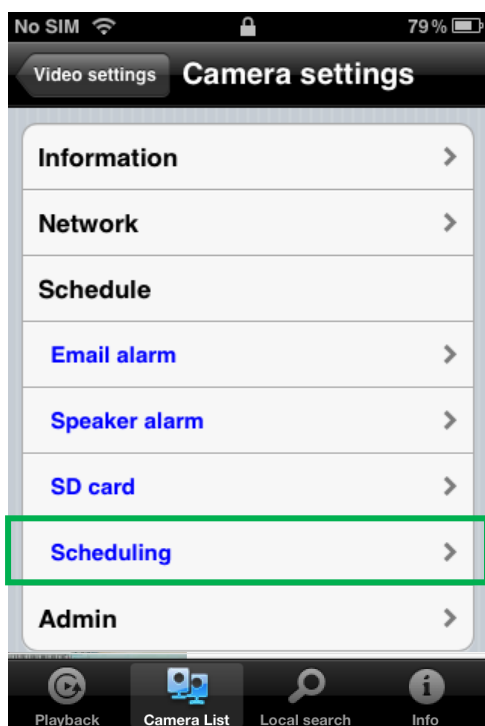 No SIM 79%
Video settings Camera settings
Information
Network
Schedule
Email alarm
Speaker alarm
SD card
Scheduling
Admin
Playback Camera List Local search Info